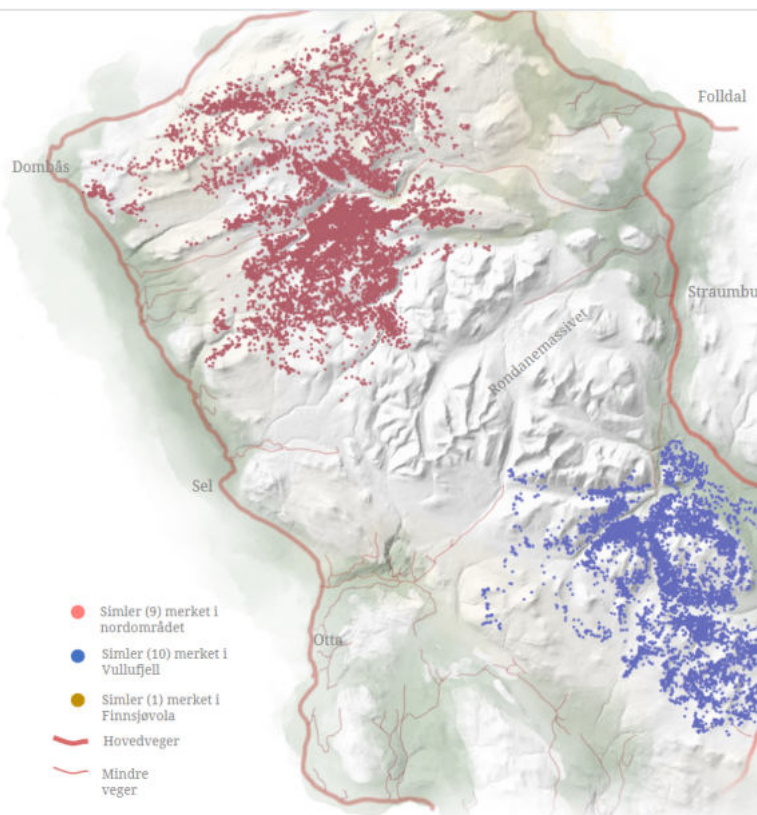 Folldal
Dombås
Straumbu
Rondanemassivet
Sel
Simler (9) merket i
nordområdet
Simler (10) merket i
Vullufjell
Otta
Simler (1) merket i
Finnsjøvola
Hovedveger
Mindre
veger